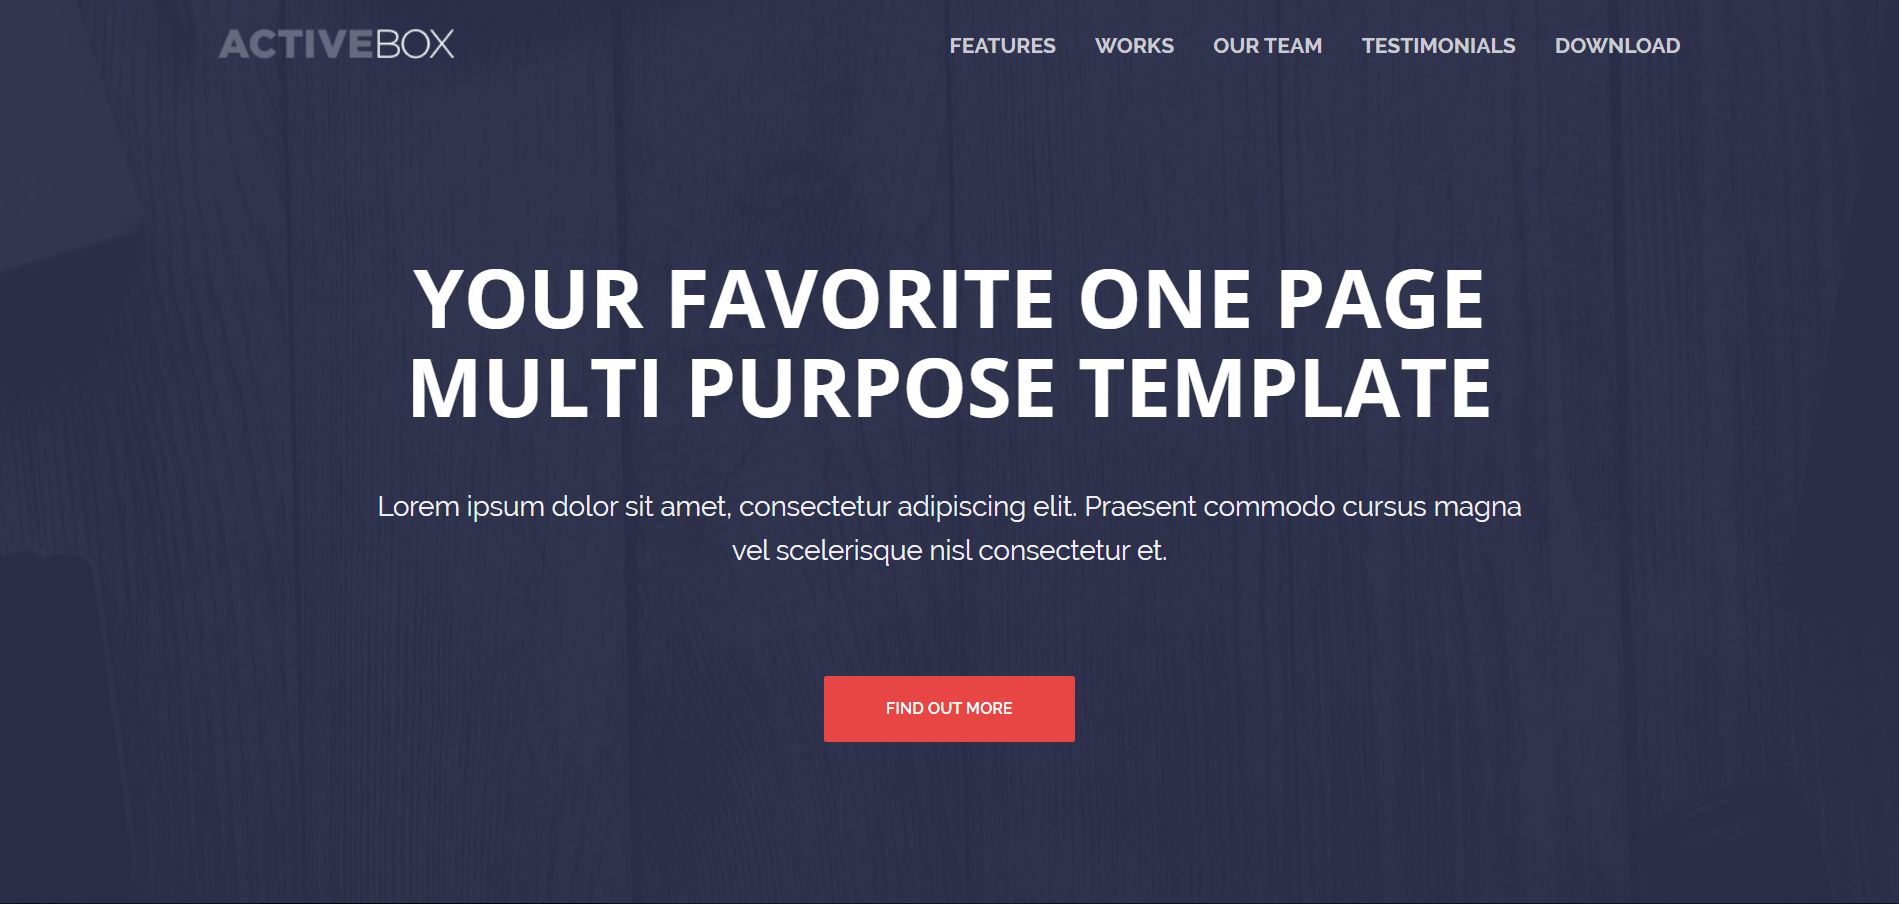 ACTIVEBOX
FEATURES WORKS OUR TEAM TESTIMONIALS DOWNLOAD
YOUR FAVORITE ONE PAGE
MULTI PURPOSE TEMPLATE
Lorem ipsum dolor sit amet, consectetur adipiscing elit. Praesent commodo cursus magna
vel scelerisque nisl consectetur et.
FIND OUT MORE